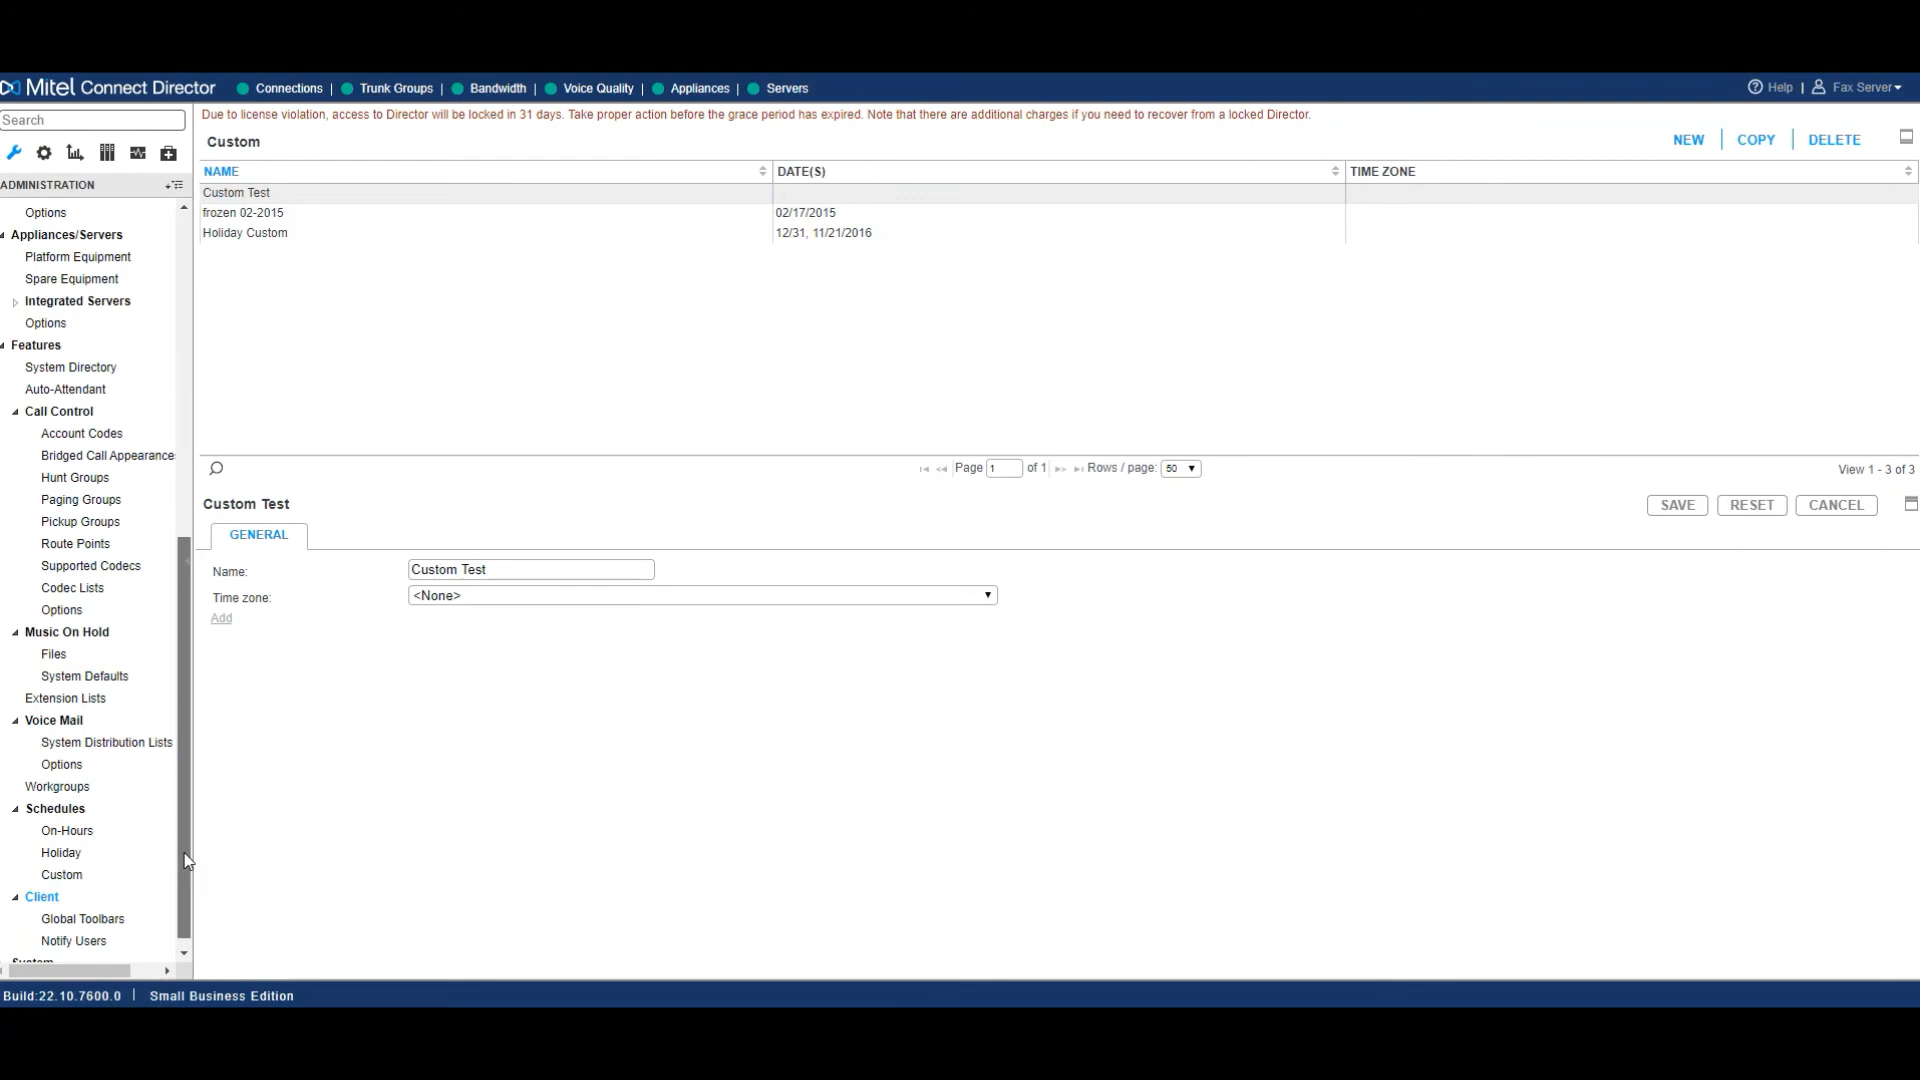 Mitel Connect Director
Connections | Trunk Groups | Bandwidth | Voice Quality | Appliances | Servers
Help | Fax Server
Search
Due to license violation, access to Director will be locked in 31 days. Take proper action before the grace period has expired. Note that there are additional charges if you need to recover from a locked Director.
Custom
NEW | COPY | DELETE
ADMINISTRATION
NAME DATE(S) TIME ZONE
Custom Test
frozen 02-2015 02/17/2015
Holiday Custom 12/31, 11/21/2016
Options
Appliances/Servers
Platform Equipment
Spare Equipment
Integrated Servers
Options
Features
System Directory
Auto-Attendant
Call Control
Account Codes
Bridged Call Appearance
Hunt Groups
Paging Groups
Pickup Groups
Route Points
Supported Codecs
Codec Lists
Options
Music On Hold
Files
System Defaults
Extension Lists
Voice Mail
System Distribution Lists
Options
Workgroups
Schedules
On-Hours
Holiday
Custom
Client
Global Toolbars
Notify Users
System
Page 1 of 1 Rows / page: 50
View 1 - 3 of 3
Custom Test
SAVE RESET CANCEL
GENERAL
Name: Custom Test
Time zone: <None>
Add
Build:22.10.7600.0 | Small Business Edition